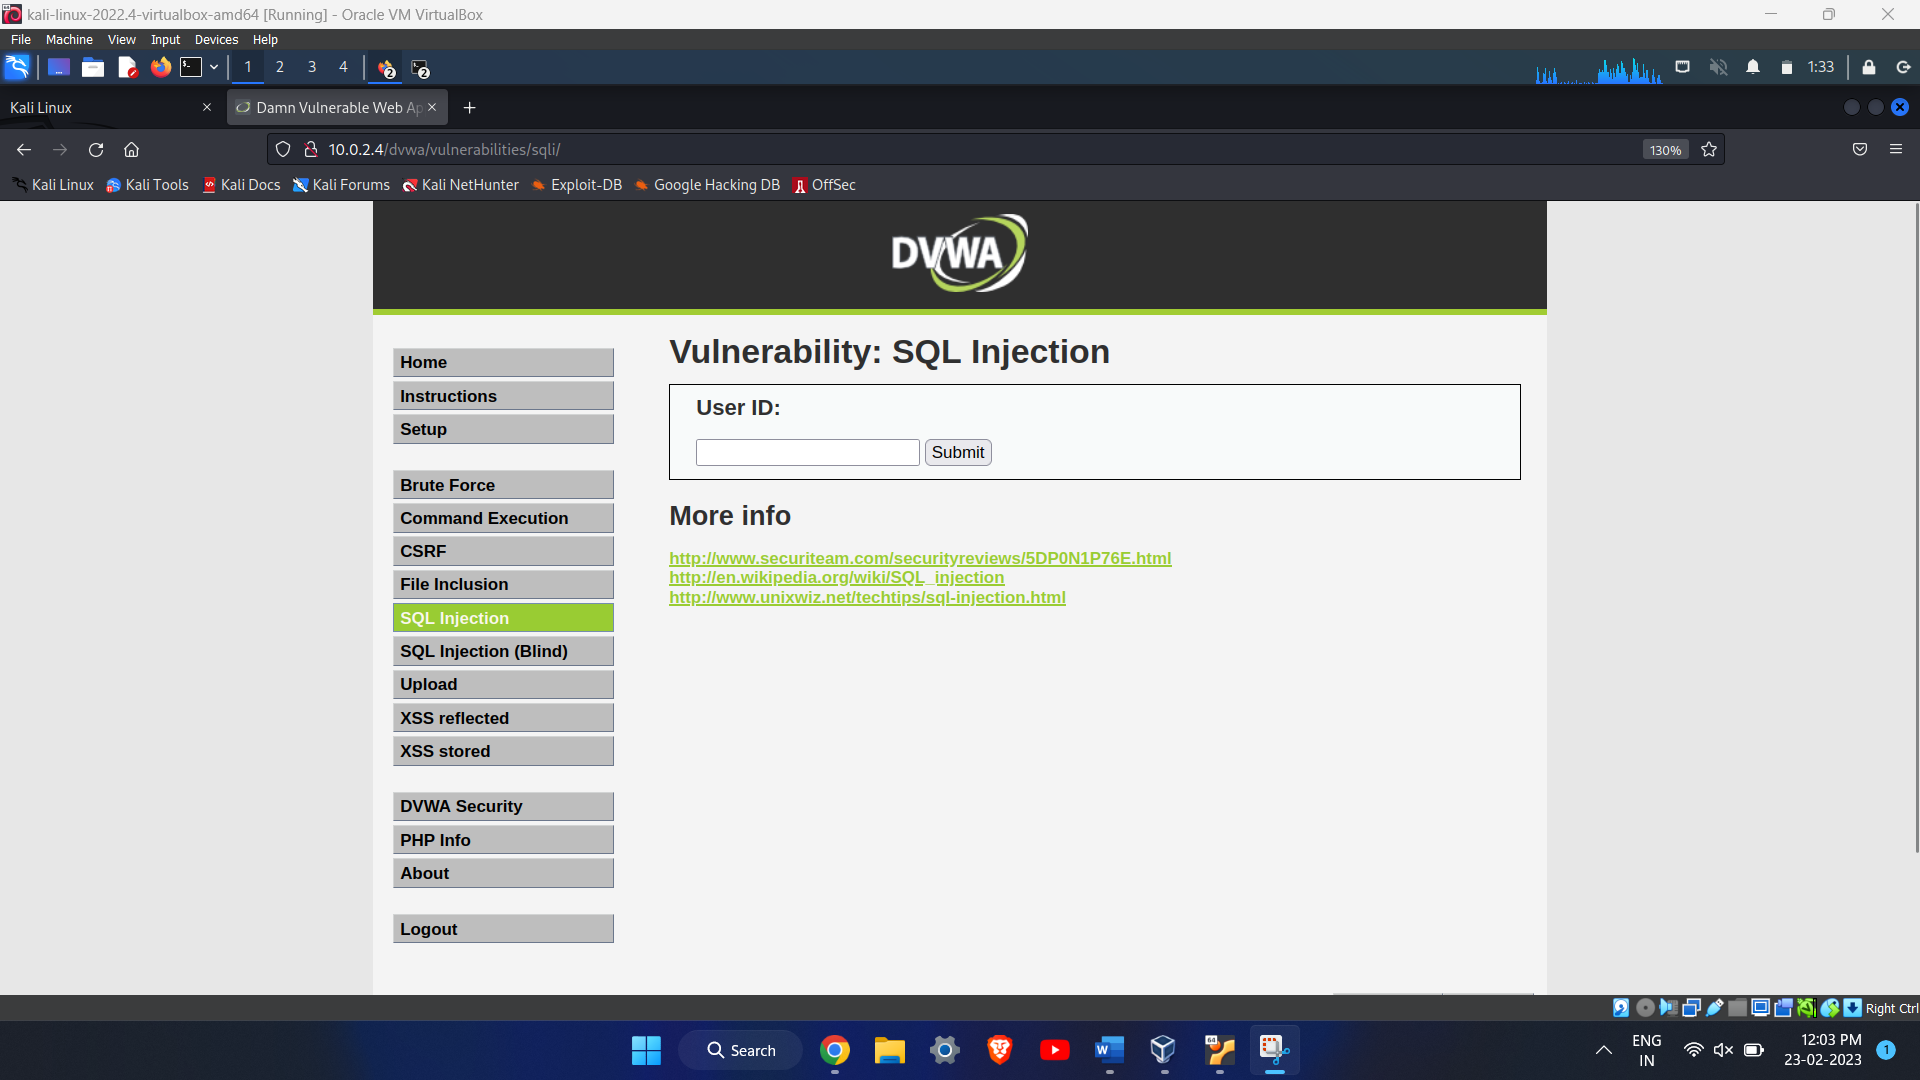 kali-linux-2022.4-virtualbox-amd64 [Running] - Oracle VM VirtualBox
File Machine View Input Devices Help
1 2 3 4 2 2 1:33
Kali Linux Damn Vulnerable Web Ap
10.0.2.4/dvwa/vulnerabilities/sqli/ 130%
Kali Linux Kali Tools Kali Docs Kali Forums Kali NetHunter Exploit-DB Google Hacking DB OffSec
DVWA
Home
Instructions
Setup
Brute Force
Command Execution
CSRF
File Inclusion
SQL Injection
SQL Injection (Blind)
Upload
XSS reflected
XSS stored
DVWA Security
PHP Info
About
Logout
Vulnerability: SQL Injection
User ID:
Submit
More info
http://www.securiteam.com/securityreviews/5DP0N1P76E.html
http://en.wikipedia.org/wiki/SQL_injection
http://www.unixwiz.net/techtips/sql-injection.html
Right Ctrl
Search
ENG
IN
12:03 PM
23-02-2023
1